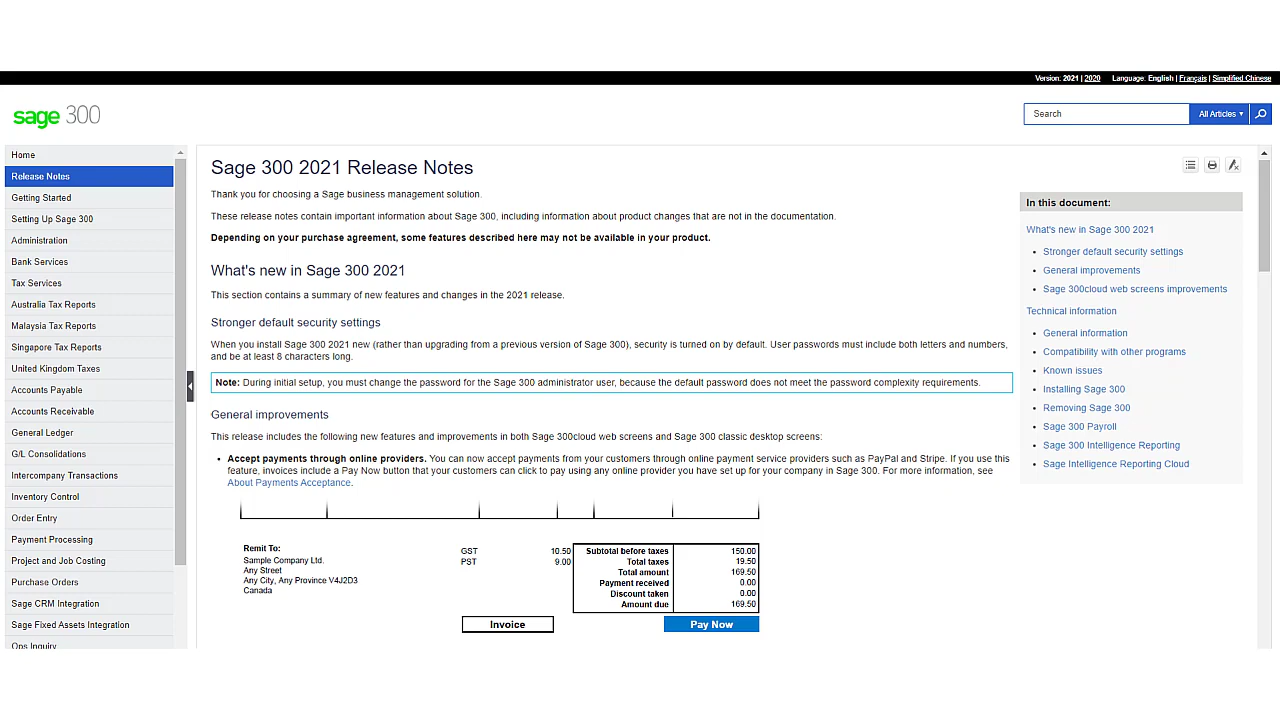 Version: 2021 | 2020 Language: English | Français | Simplified Chinese
sage 300
Search
All Articles
Home
Release Notes
Getting Started
Setting Up Sage 300
Administration
Bank Services
Tax Services
Australia Tax Reports
Malaysia Tax Reports
Singapore Tax Reports
United Kingdom Taxes
Accounts Payable
Accounts Receivable
General Ledger
G/L Consolidations
Intercompany Transactions
Inventory Control
Order Entry
Payment Processing
Project and Job Costing
Purchase Orders
Sage CRM Integration
Sage Fixed Assets Integration
Ops Inquiry
Sage 300 2021 Release Notes
Thank you for choosing a Sage business management solution.
These release notes contain important information about Sage 300, including information about product changes that are not in the documentation.
Depending on your purchase agreement, some features described here may not be available in your product.
What's new in Sage 300 2021
This section contains a summary of new features and changes in the 2021 release.
Stronger default security settings
When you install Sage 300 2021 new (rather than upgrading from a previous version of Sage 300), security is turned on by default. User passwords must include both letters and numbers,
and be at least 8 characters long.
Note: During initial setup, you must change the password for the Sage 300 administrator user, because the default password does not meet the password complexity requirements.
General improvements
This release includes the following new features and improvements in both Sage 300cloud web screens and Sage 300 classic desktop screens:
• Accept payments through online providers. You can now accept payments from your customers through online payment service providers such as PayPal and Stripe. If you use this
feature, invoices include a Pay Now button that your customers can click to pay using any online provider you have set up for your company in Sage 300. For more information, see
About Payments Acceptance.
Remit To:
Sample Company Ltd.
Any Street
Any City, Any Province V4J2D3
Canada
GST 10.50
PST 9.00
Subtotal before taxes 150.00
Total taxes 19.50
Total amount 169.50
Payment received 0.00
Discount taken 0.00
Amount due 169.50
Invoice
Pay Now
In this document:
What's new in Sage 300 2021
• Stronger default security settings
• General improvements
• Sage 300cloud web screens improvements
Technical information
• General information
• Compatibility with other programs
• Known issues
• Installing Sage 300
• Removing Sage 300
• Sage 300 Payroll
• Sage 300 Intelligence Reporting
• Sage Intelligence Reporting Cloud